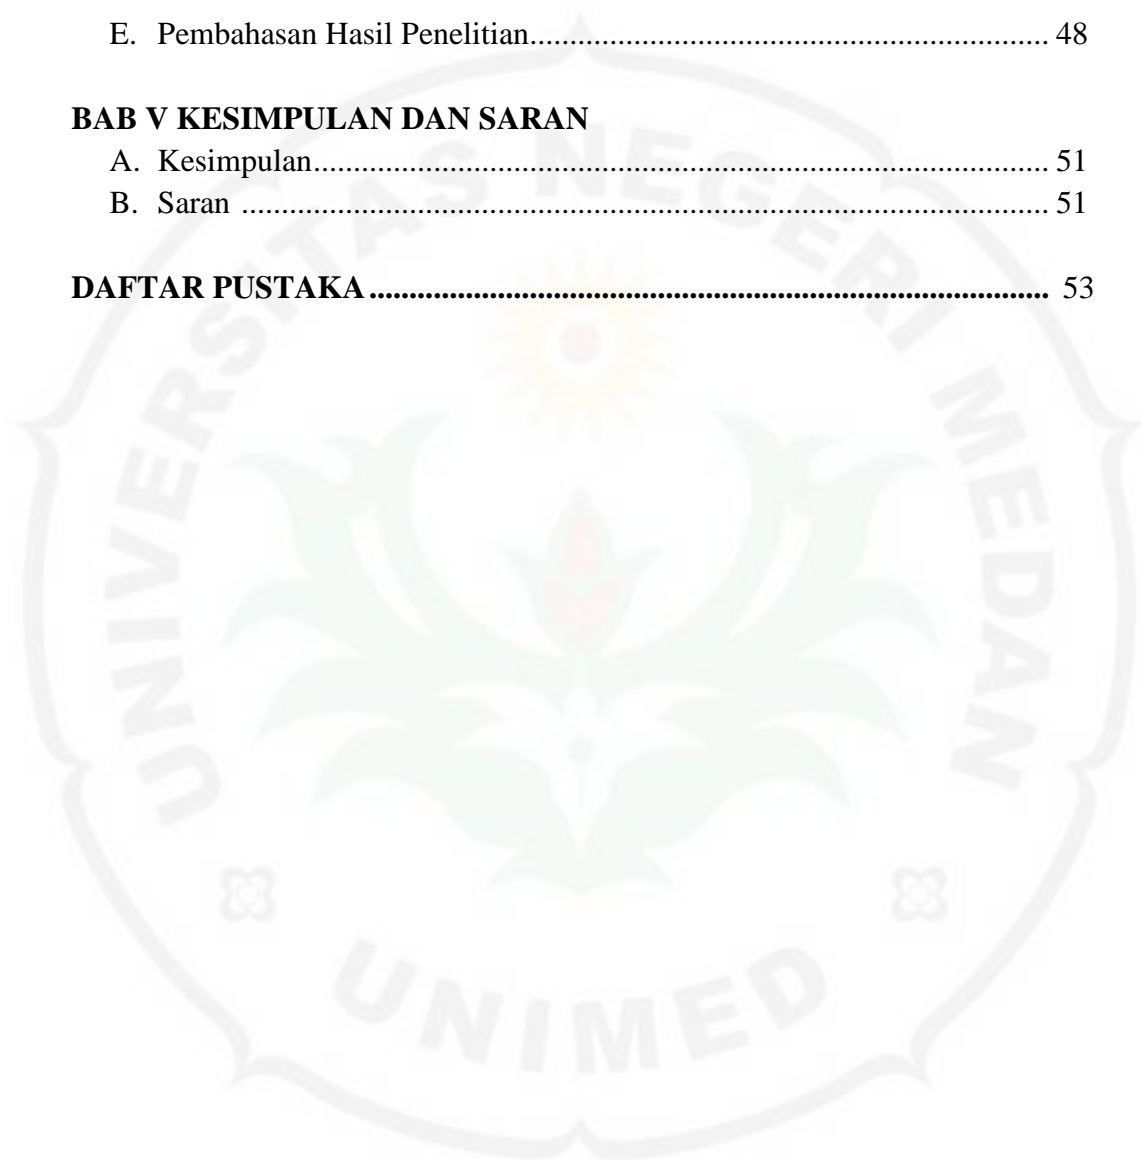 E. Pembahasan Hasil Penelitian................................................................. 48
BAB V KESIMPULAN DAN SARAN
A. Kesimpulan............................................................................................ 51
B. Saran ..................................................................................................... 51
DAFTAR PUSTAKA..................................................................................... 53
UNIVERSITAS NEGERI MEDAN
UNIMED